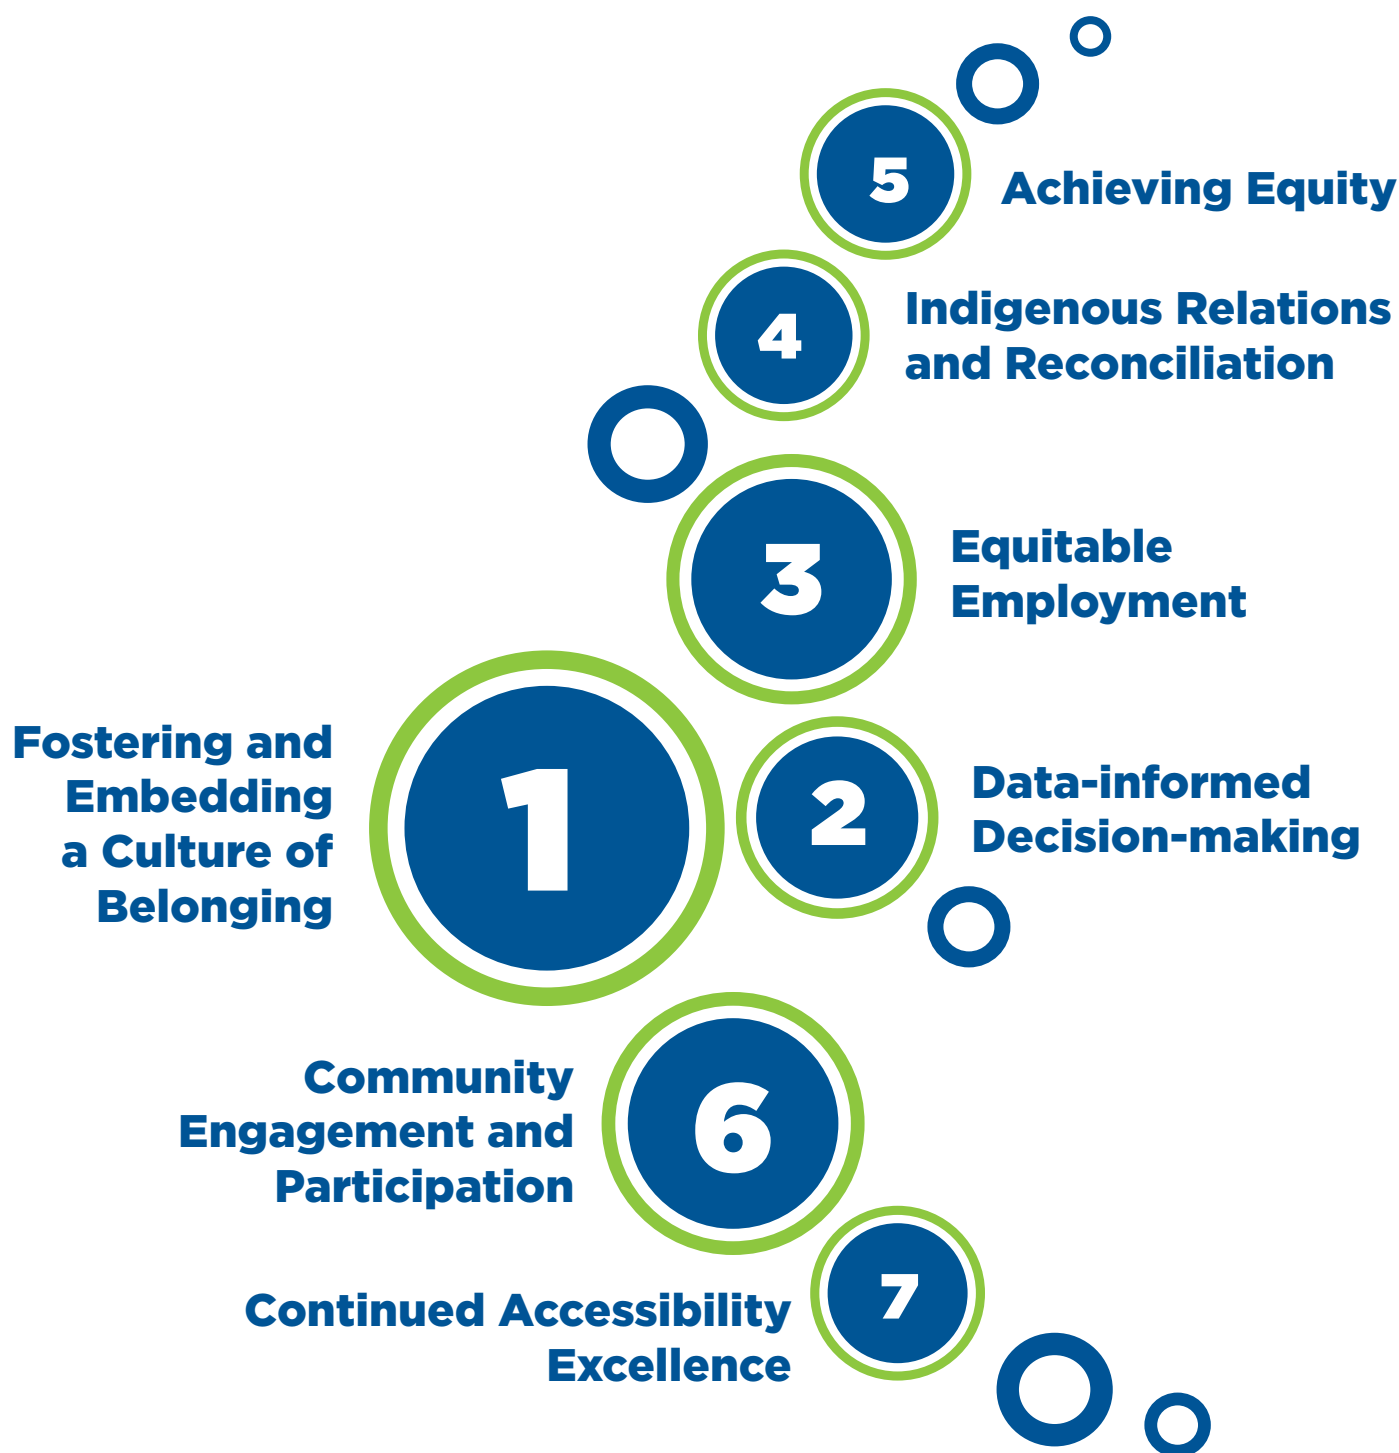 5
Achieving Equity
4
Indigenous Relations
and Reconciliation
3
Equitable
Employment
Fostering and
Embedding
a Culture of
Belonging
1
2
Data-informed
Decision-making
Community
Engagement and
Participation
6
Continued Accessibility
Excellence
7